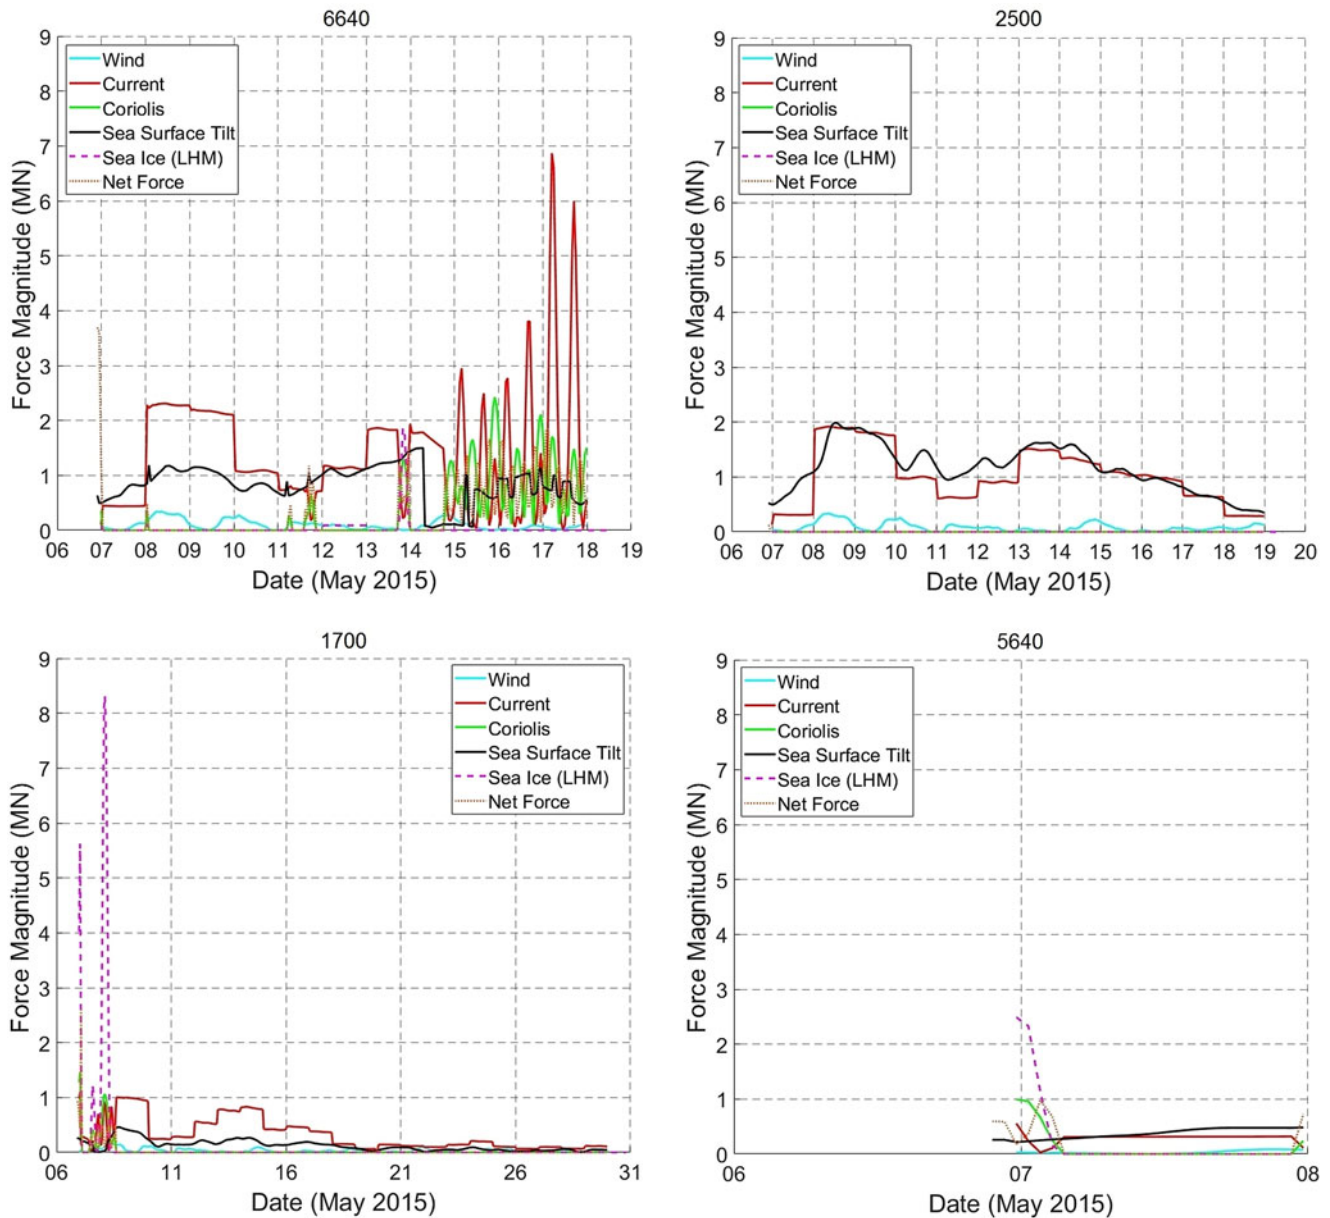 6640
9
8
7
6
5
4
3
2
1
0
Force Magnitude (MN)
Wind
Current
Coriolis
Sea Surface Tilt
Sea Ice (LHM)
Net Force
06 07 08 09 10 11 12 13 14 15 16 17 18 19
Date (May 2015)
2500
9
8
7
6
5
4
3
2
1
0
Force Magnitude (MN)
Wind
Current
Coriolis
Sea Surface Tilt
Sea Ice (LHM)
Net Force
06 07 08 09 10 11 12 13 14 15 16 17 18 19 20
Date (May 2015)
1700
9
8
7
6
5
4
3
2
1
0
Force Magnitude (MN)
Wind
Current
Coriolis
Sea Surface Tilt
Sea Ice (LHM)
Net Force
06 11 16 21 26 31
Date (May 2015)
5640
9
8
7
6
5
4
3
2
1
0
Force Magnitude (MN)
Wind
Current
Coriolis
Sea Surface Tilt
Sea Ice (LHM)
Net Force
06 07 08
Date (May 2015)